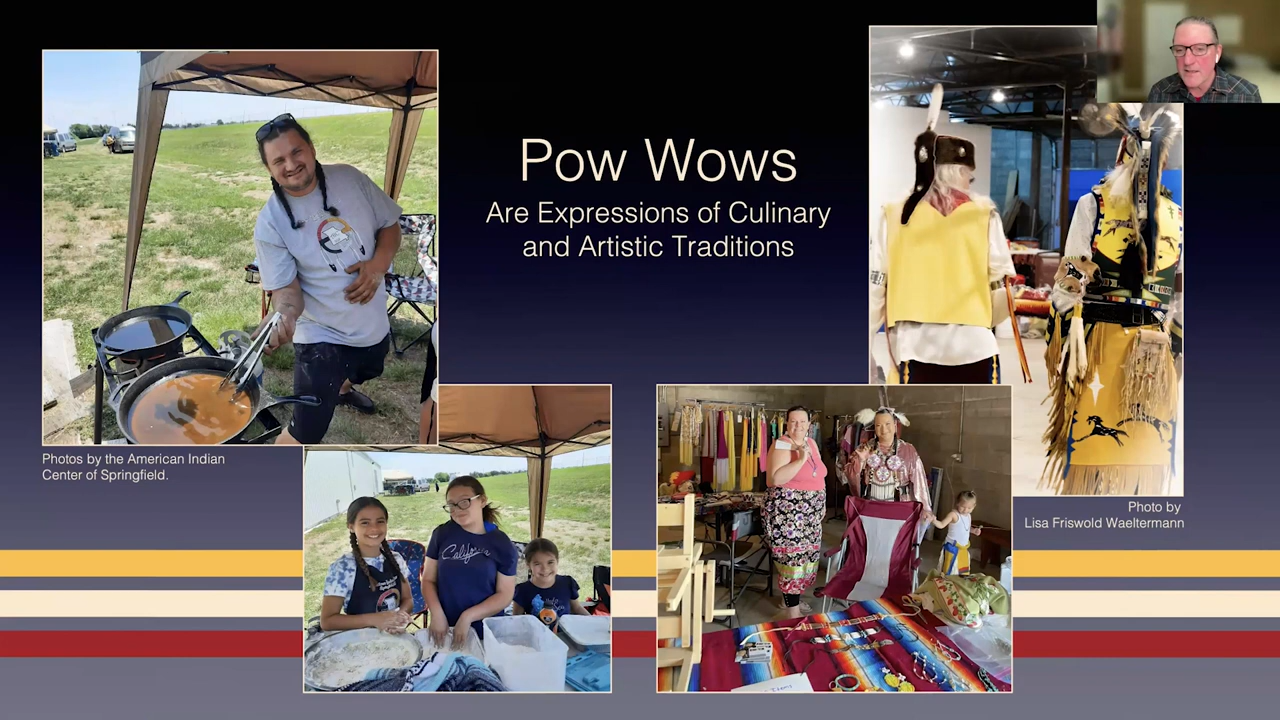 Pow Wows
Are Expressions of Culinary
and Artistic Traditions
Photos by the American Indian
Center of Springfield.
Photo by
Lisa Friswold Waeltermann
California